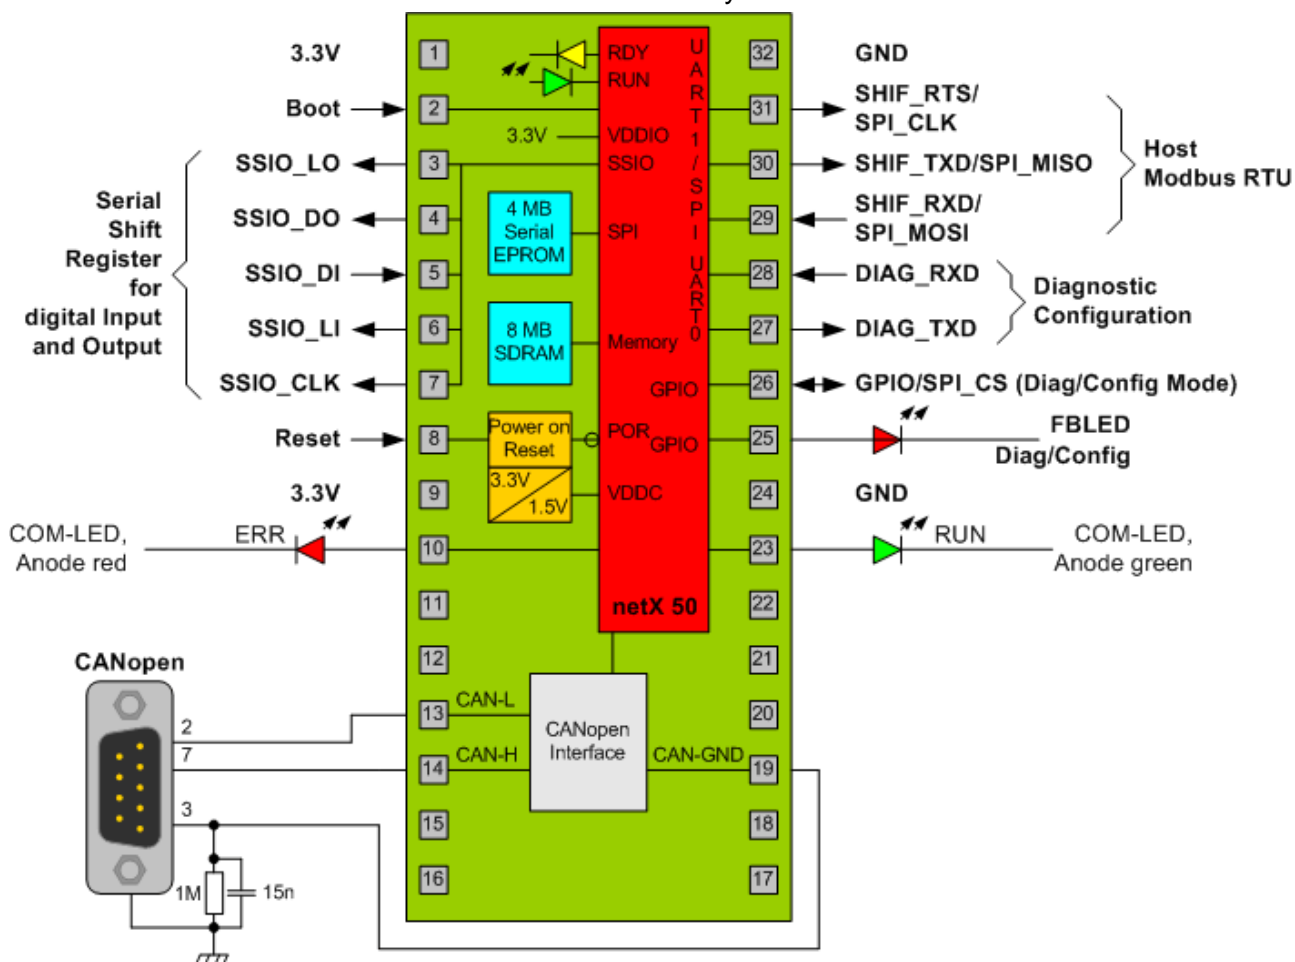 3.3V
1
Boot
2
SSIO_LO
3
SSIO_DO
4
SSIO_DI
5
SSIO_LI
6
SSIO_CLK
7
Serial
Shift
Register
for
digital Input
and Output
Reset
8
3.3V
9
COM-LED,
Anode red
ERR
10
11
12
CANopen
2
7
3
1M
15n
13
CAN-L
14
CAN-H
15
16
RDY
RUN
3.3V
VDDIO
SSIO
4 MB
Serial
EPROM
SPI
8 MB
SDRAM
Memory
GPIO
Power on
Reset
POR
GPIO
3.3V
1.5V
VDDC
UART1/SPI
UART0
netX 50
CANopen
Interface
CAN-GND
32
GND
31
SHIF_RTS/
SPI_CLK
30
SHIF_TXD/SPI_MISO
29
SHIF_RXD/
SPI_MOSI
Host
Modbus RTU
28
DIAG_RXD
27
DIAG_TXD
Diagnostic
Configuration
26
GPIO/SPI_CS (Diag/Config Mode)
25
FBLED
Diag/Config
24
GND
23
RUN
COM-LED,
Anode green
22
21
20
19
18
17